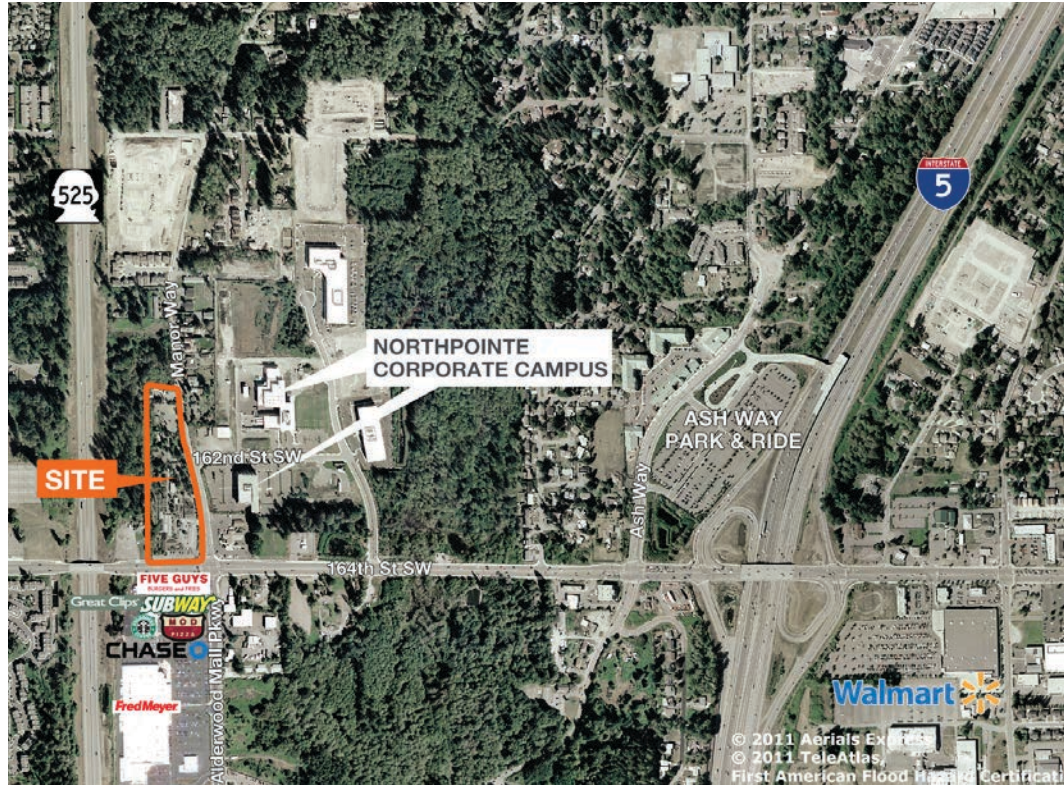 INTERSTATE
5
525
Manor Way
NORTHPOINTE
CORPORATE CAMPUS
ASH WAY
PARK & RIDE
162nd St SW
SITE
Ash Way
164th St SW
FIVE GUYS
BURGERS and FRIES
Great Clips
SUBWAY
MOD
PIZZA
CHASE
Alderwood Mall Pkwy
FredMeyer
Walmart
© 2011 Aerials Express
© 2011 TeleAtlas,
First American Flood Hazard Certificati